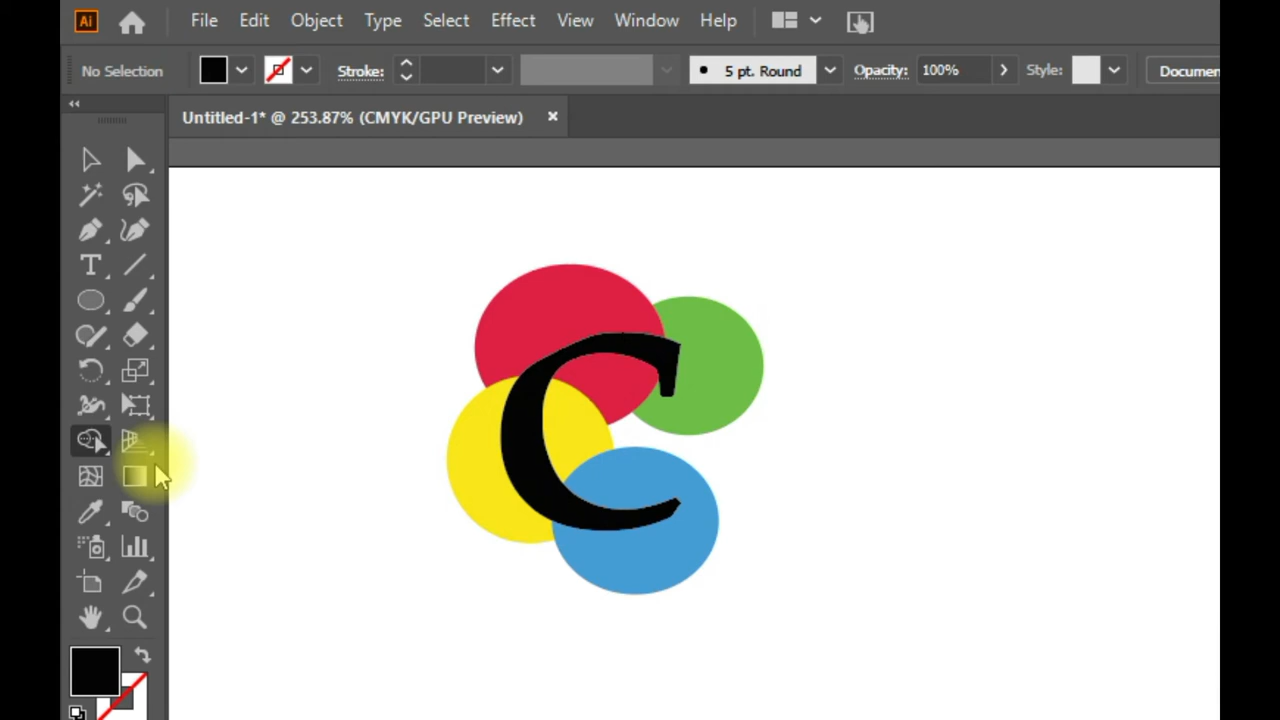 Ai File Edit Object Type Select Effect View Window Help
No Selection Stroke: 5 pt. Round Opacity: 100% Style: Documen
Untitled-1* @ 253.87% (CMYK/GPU Preview) ×
T
C